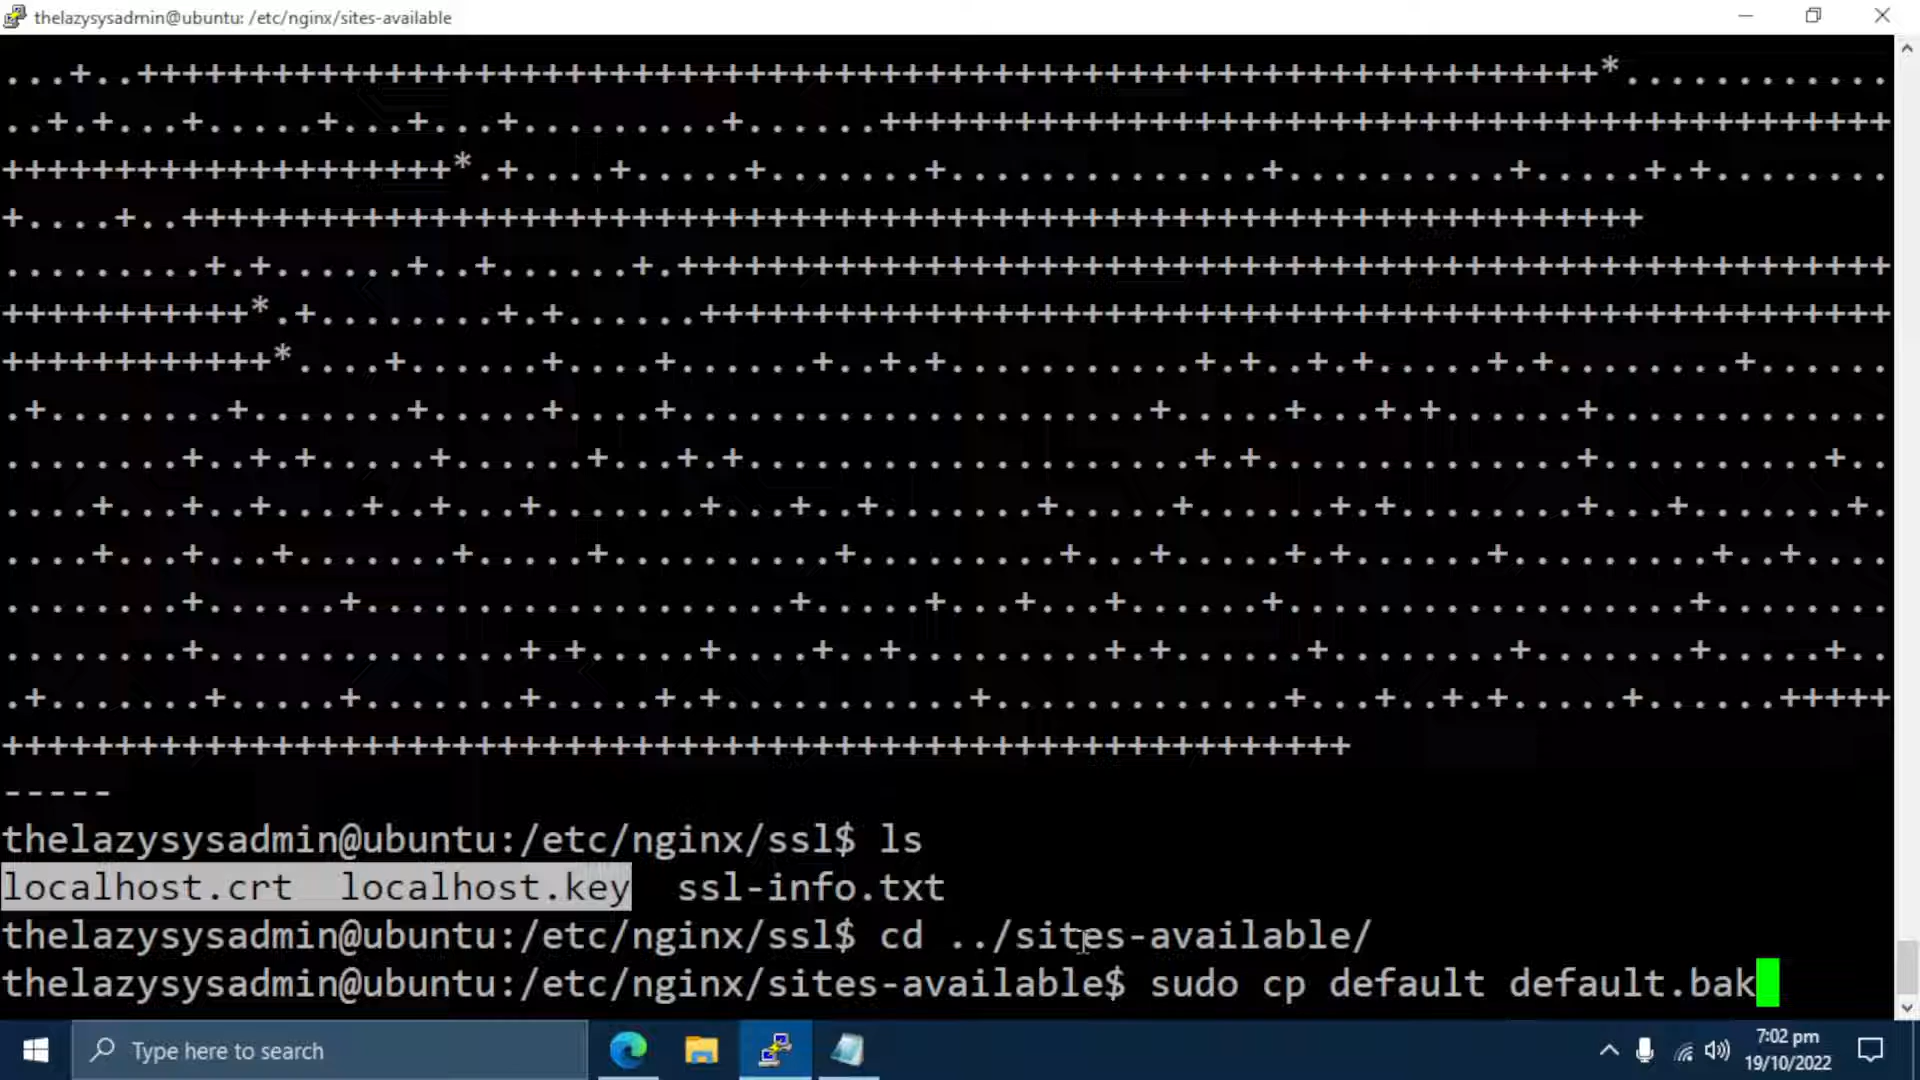 thelazysysadmin@ubuntu: /etc/nginx/sites-available
-----
thelazysysadmin@ubuntu:/etc/nginx/ssl$ ls
localhost.crt  localhost.key  ssl-info.txt
thelazysysadmin@ubuntu:/etc/nginx/ssl$ cd ../sites-available/
thelazysysadmin@ubuntu:/etc/nginx/sites-available$ sudo cp default default.bak
Type here to search
7:02 pm
19/10/2022